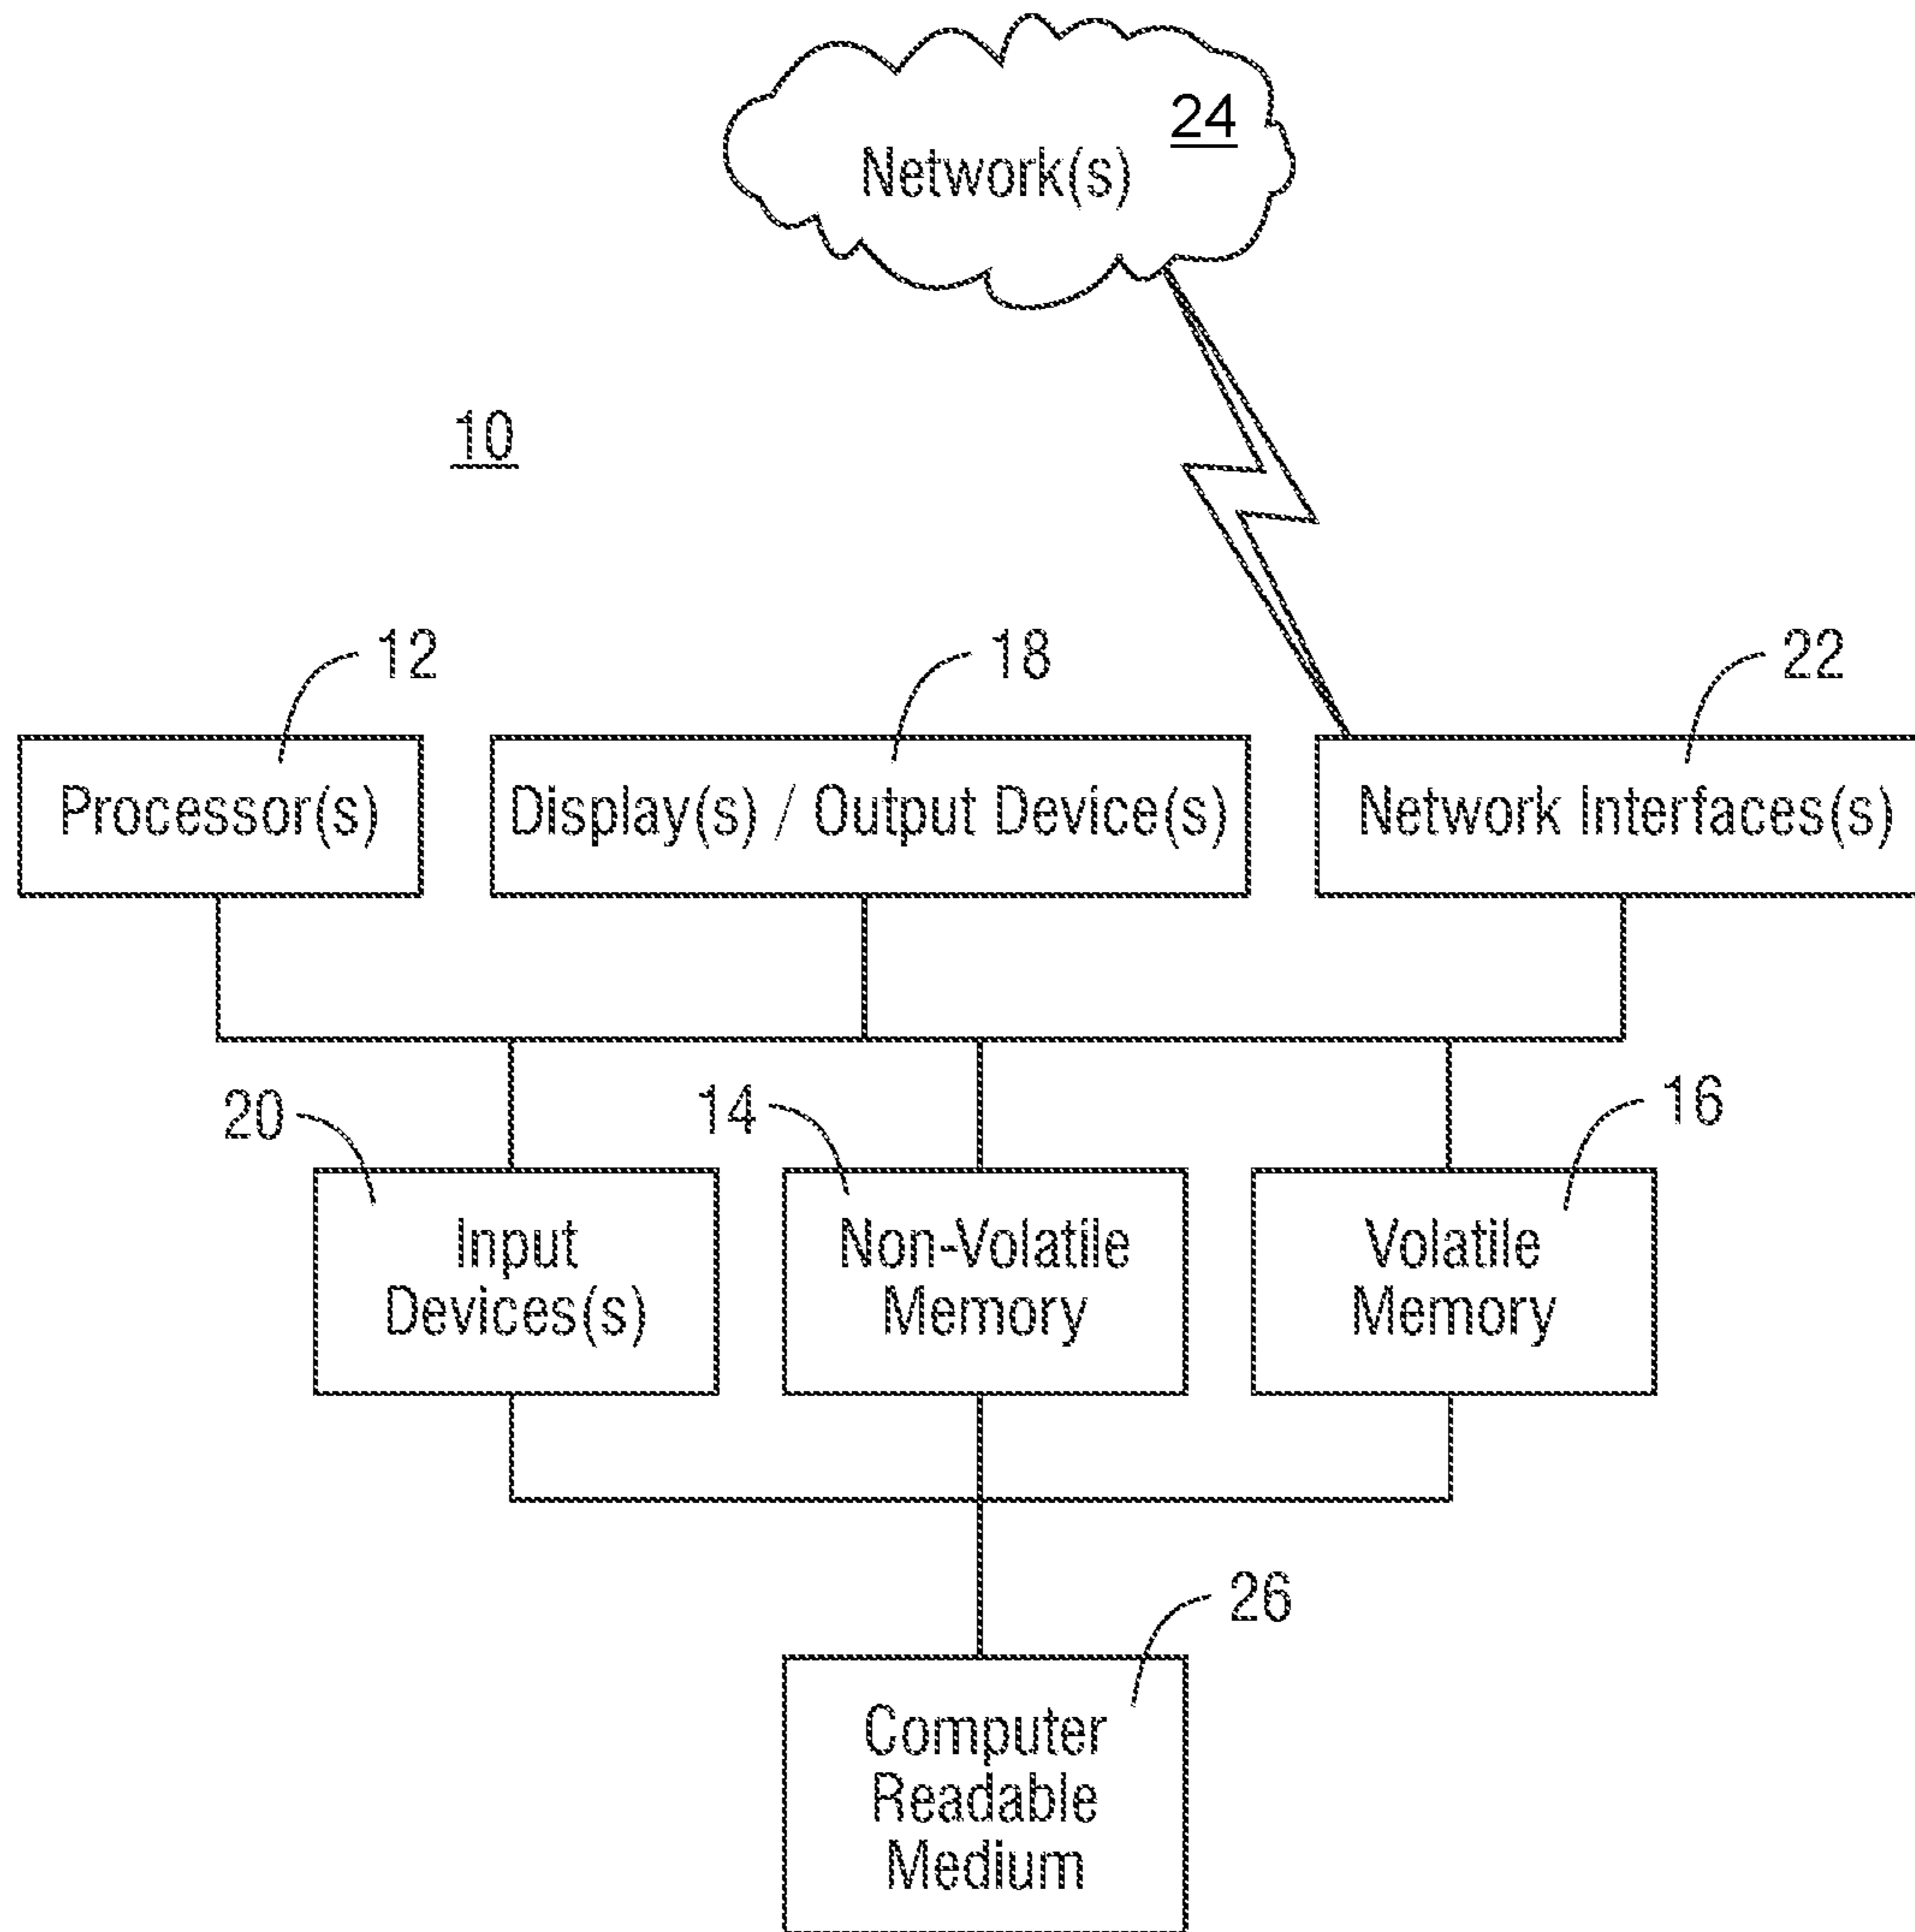 24
Network(s)
10
12
18
22
Processor(s)
Display(s) / Output Device(s)
Network Interfaces(s)
20
14
16
Input
Devices(s)
Non-Volatile
Memory
Volatile
Memory
26
Computer
Readable
Medium